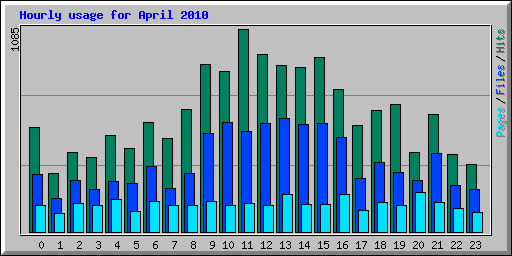 Hourly usage for April 2010
1085
Pages / Files / Hits
0 1 2 3 4 5 6 7 8 9 10 11 12 13 14 15 16 17 18 19 20 21 22 23